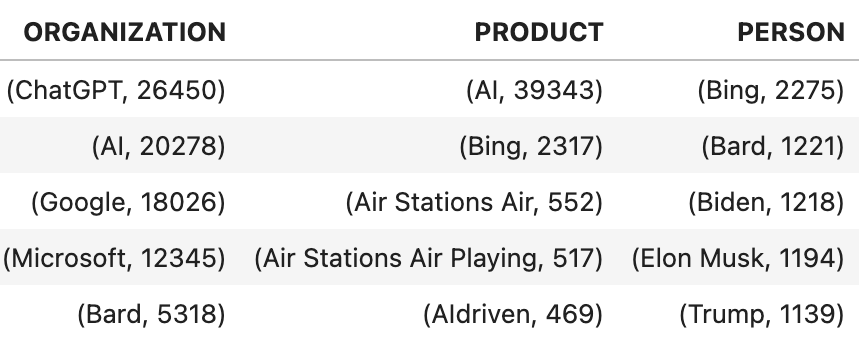 ORGANIZATION PRODUCT PERSON
(ChatGPT, 26450) (AI, 39343) (Bing, 2275)
(AI, 20278) (Bing, 2317) (Bard, 1221)
(Google, 18026) (Air Stations Air, 552) (Biden, 1218)
(Microsoft, 12345) (Air Stations Air Playing, 517) (Elon Musk, 1194)
(Bard, 5318) (AIdriven, 469) (Trump, 1139)